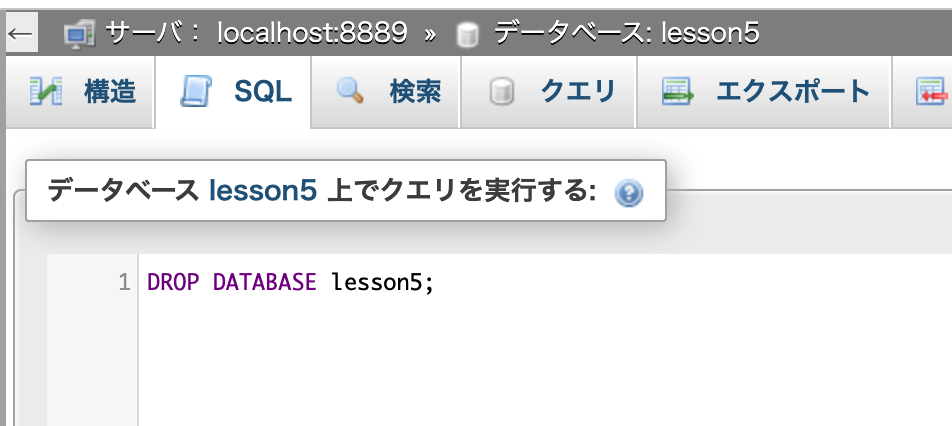 ← サーバ： localhost:8889 » データベース: lesson5
構造 SQL 検索 クエリ エクスポート
データベース lesson5 上でクエリを実行する:
1 DROP DATABASE lesson5;